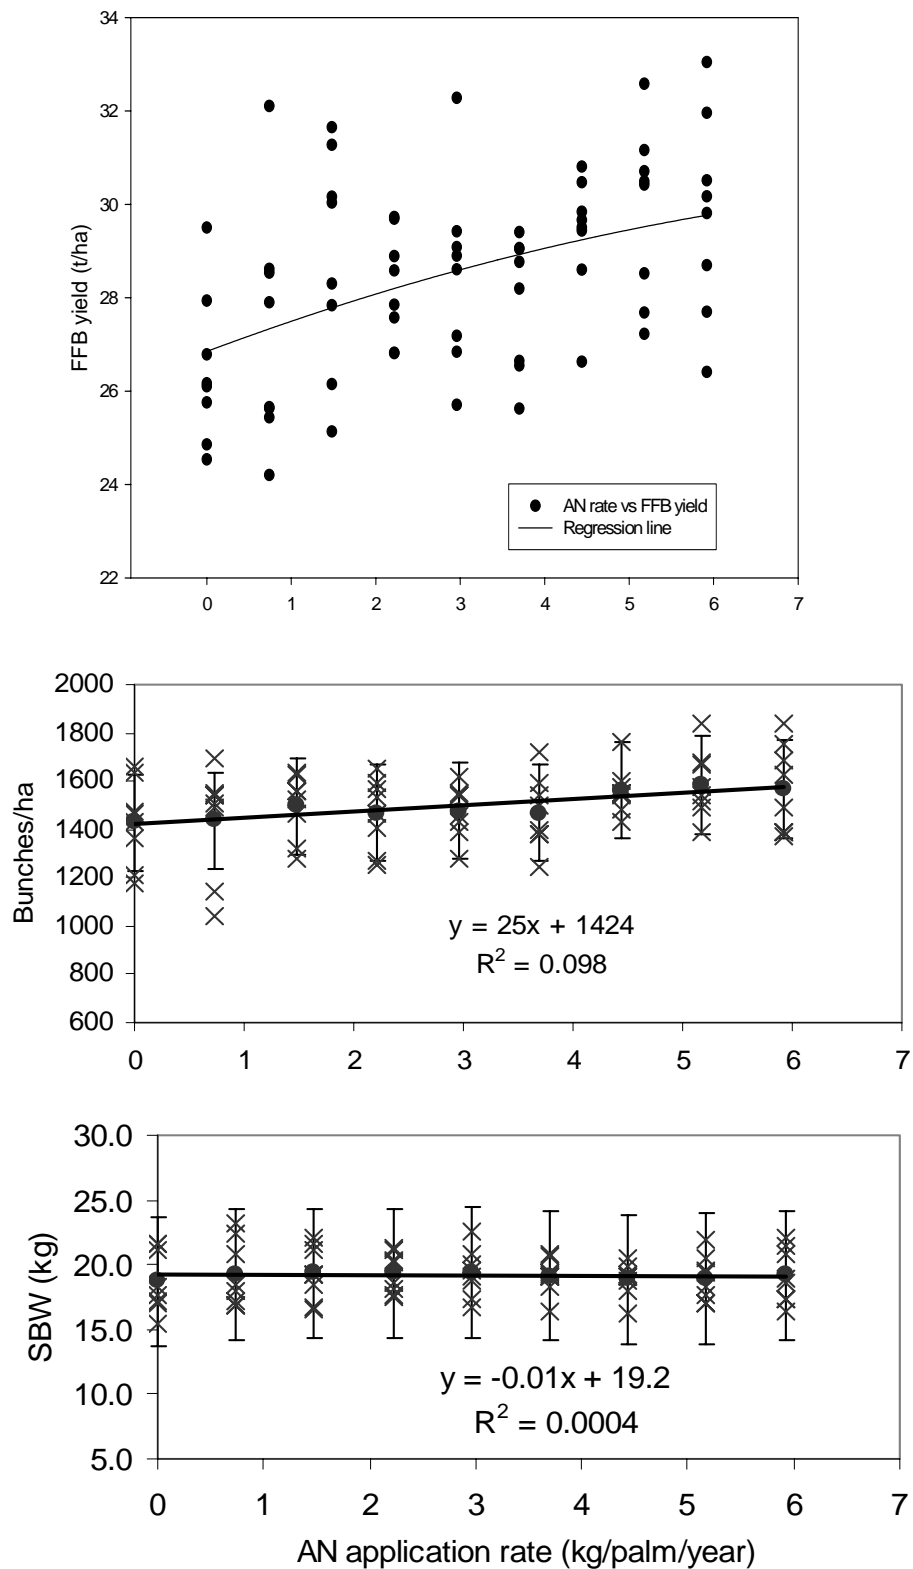 34
32
30
28
26
24
22
FFB yield (t/ha)
AN rate vs FFB yield
Regression line
0 1 2 3 4 5 6 7
2000
1800
1600
1400
1200
1000
800
600
Bunches/ha
y = 25x + 1424
R² = 0.098
0 1 2 3 4 5 6 7
30.0
25.0
20.0
15.0
10.0
5.0
SBW (kg)
y = -0.01x + 19.2
R² = 0.0004
0 1 2 3 4 5 6 7
AN application rate (kg/palm/year)